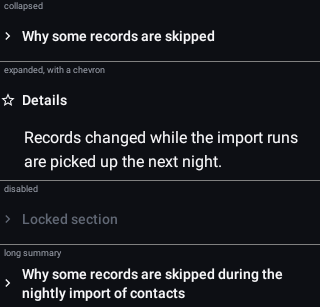 collapsed
Why some records are skipped
expanded, with a chevron
Details
Records changed while the import runs
are picked up the next night.
disabled
Locked section
long summary
Why some records are skipped during the
nightly import of contacts